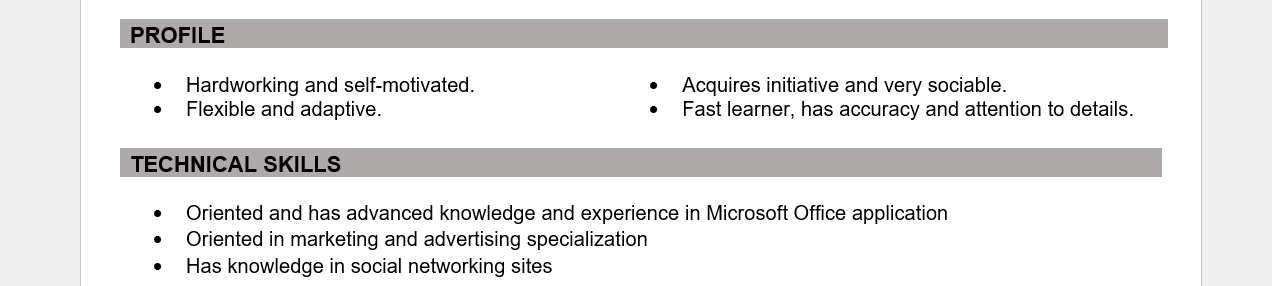 PROFILE
• Hardworking and self-motivated.
• Flexible and adaptive.
• Acquires initiative and very sociable.
• Fast learner, has accuracy and attention to details.
TECHNICAL SKILLS
• Oriented and has advanced knowledge and experience in Microsoft Office application
• Oriented in marketing and advertising specialization
• Has knowledge in social networking sites